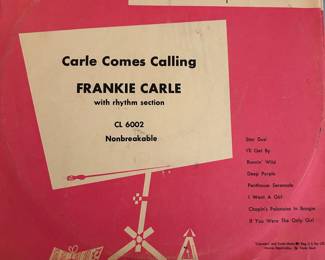 Carle Comes Calling
FRANKIE CARLE
with rhythm section
CL 6002
Nonbreakable
Star Dust
I'll Get By
Runnin' Wild
Deep Purple
Penthouse Serenade
I Want A Girl
Chopin's Polonaise In Boogie
If You Were The Only Girl